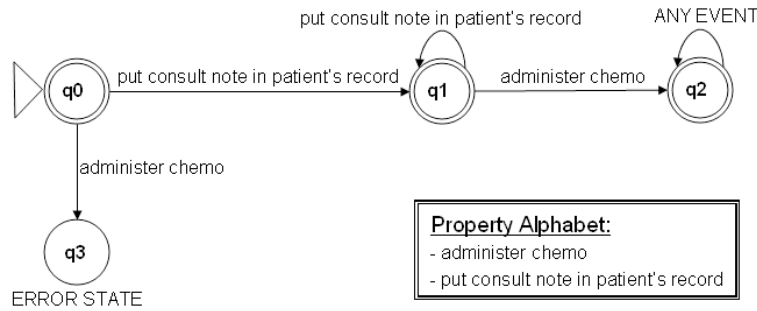 put consult note in patient's record
ANY EVENT
q0
put consult note in patient's record
q1
administer chemo
q2
administer chemo
q3
ERROR STATE
Property Alphabet:
- administer chemo
- put consult note in patient's record